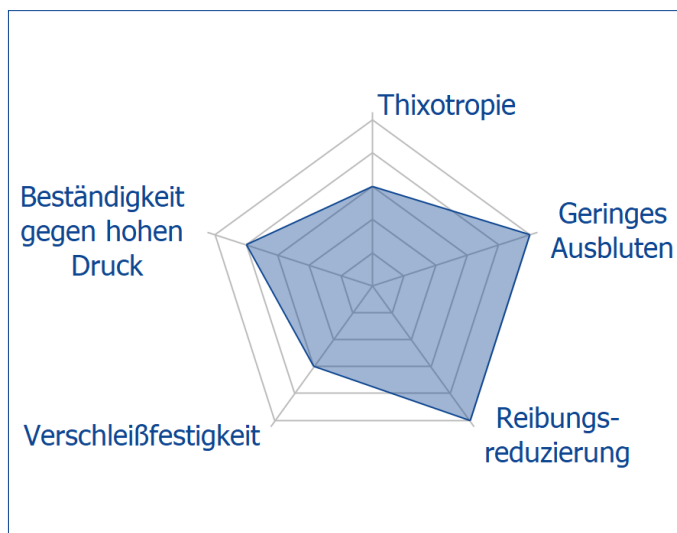 Thixotropie
Beständigkeit
gegen hohen
Druck
Geringes
Ausbluten
Verschleißfestigkeit
Reibungs-
reduzierung